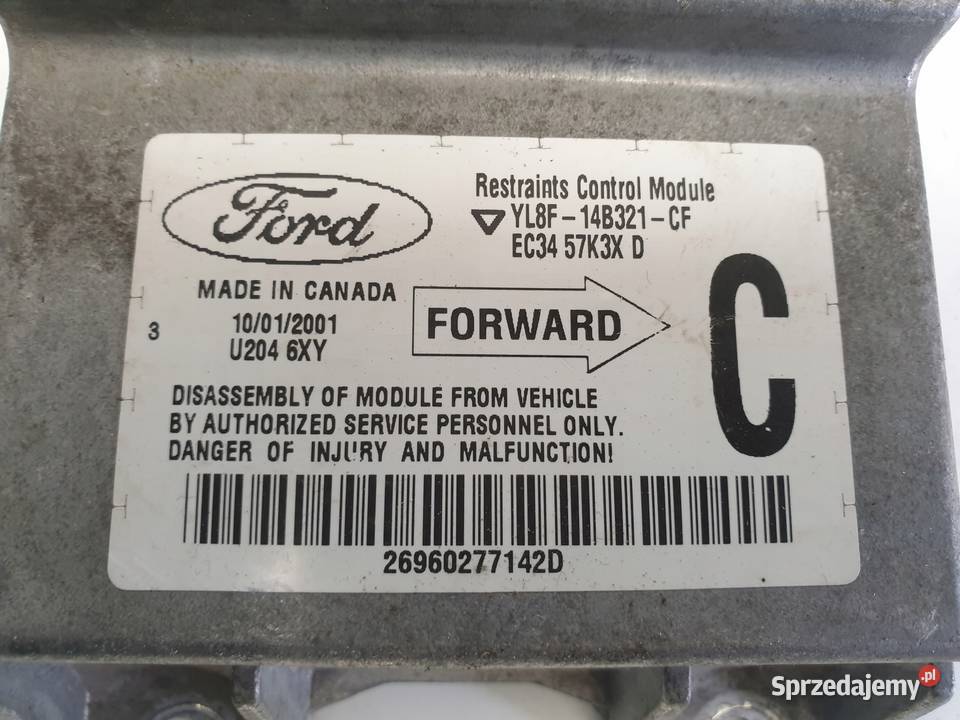 Ford
Restraints Control Module
YL8F-14B321-CF
EC34 57K3X D
MADE IN CANADA
3
10/01/2001
U204 6XY
FORWARD
C
DISASSEMBLY OF MODULE FROM VEHICLE
BY AUTHORIZED SERVICE PERSONNEL ONLY.
DANGER OF INJURY AND MALFUNCTION!
26960277142D
Sprzedajemy.pl